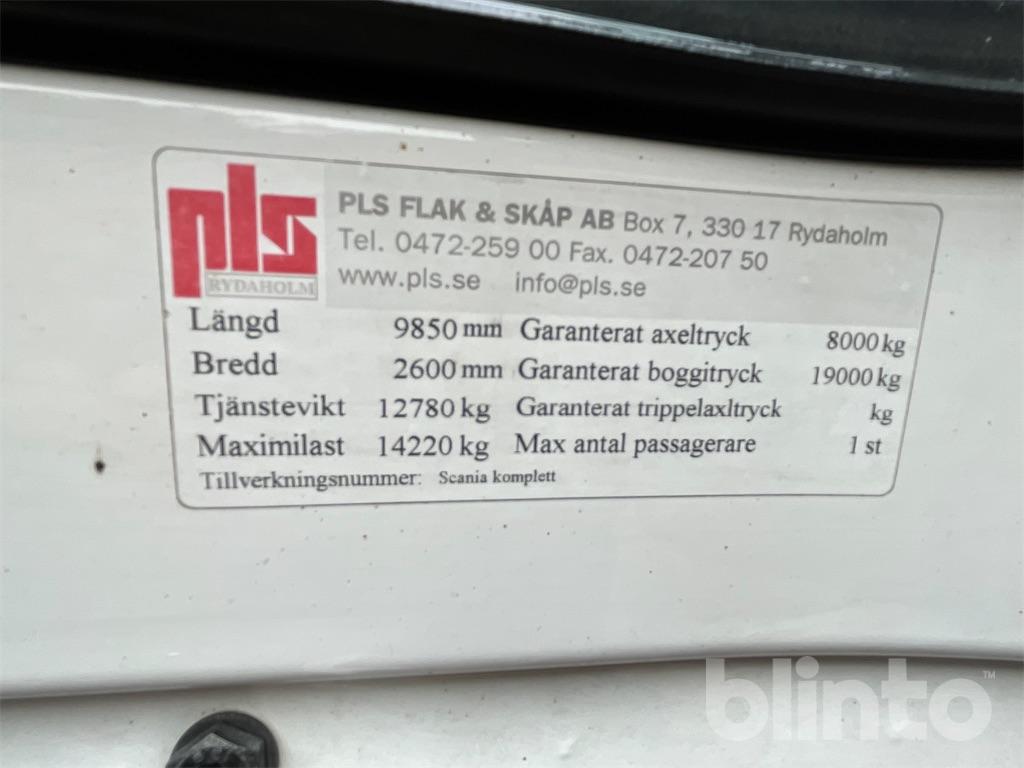 pls
RYDAHOLM
PLS FLAK & SKÅP AB Box 7, 330 17 Rydaholm
Tel. 0472-259 00 Fax. 0472-207 50
www.pls.se info@pls.se
Längd 9850 mm Garanterat axeltryck 8000 kg
Bredd 2600 mm Garanterat boggitryck 19000 kg
Tjänstevikt 12780 kg Garanterat trippelaxltryck kg
Maximilast 14220 kg Max antal passagerare 1 st
Tillverkningsnummer: Scania komplett
blinto™